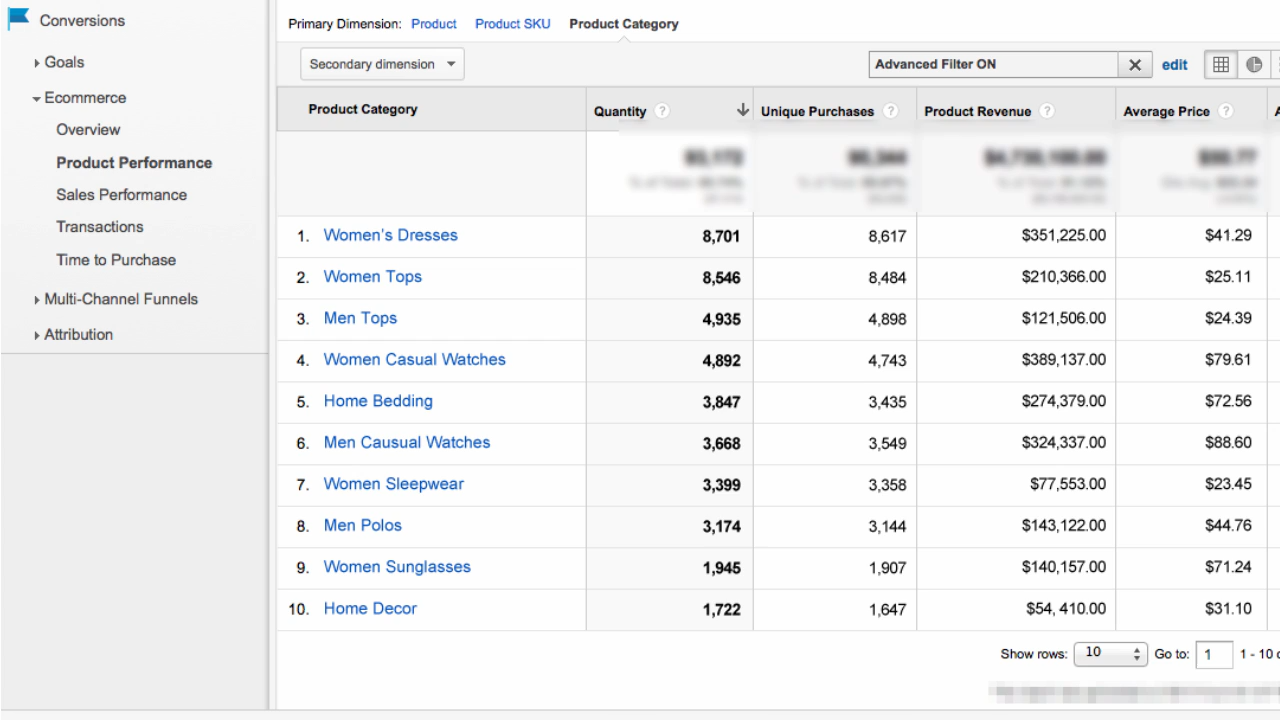 Conversions
Goals
Ecommerce
Overview
Product Performance
Sales Performance
Transactions
Time to Purchase
Multi-Channel Funnels
Attribution
Primary Dimension: Product Product SKU Product Category
Secondary dimension Advanced Filter ON edit
Product Category Quantity ? Unique Purchases ? Product Revenue ? Average Price ?
1. Women's Dresses 8,701 8,617 $351,225.00 $41.29
2. Women Tops 8,546 8,484 $210,366.00 $25.11
3. Men Tops 4,935 4,898 $121,506.00 $24.39
4. Women Casual Watches 4,892 4,743 $389,137.00 $79.61
5. Home Bedding 3,847 3,435 $274,379.00 $72.56
6. Men Causual Watches 3,668 3,549 $324,337.00 $88.60
7. Women Sleepwear 3,399 3,358 $77,553.00 $23.45
8. Men Polos 3,174 3,144 $143,122.00 $44.76
9. Women Sunglasses 1,945 1,907 $140,157.00 $71.24
10. Home Decor 1,722 1,647 $54, 410.00 $31.10
Show rows: 10 Go to: 1 1 - 10